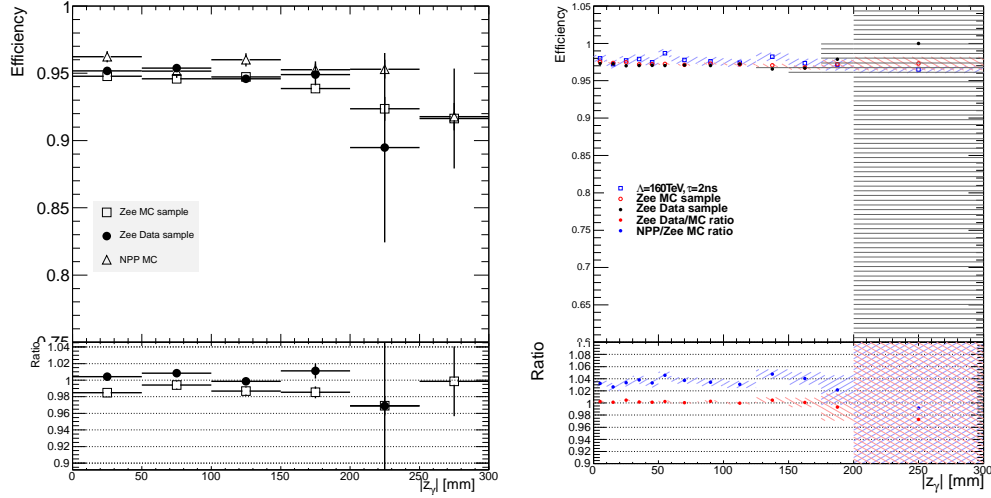 Efficiency
1
0.95
0.9
0.85
0.8
0.75
Zee MC sample
Zee Data sample
NPP MC
Ratio
1.04
1.02
1
0.98
0.96
0.94
0.92
0.9
0 50 100 150 200 250 300
|zγ| [mm]
Efficiency
1.05
1
0.95
0.9
0.85
0.8
0.75
0.7
0.65
Λ=160TeV, τ=2ns
Zee MC sample
Zee Data sample
Zee Data/MC ratio
NPP/Zee MC ratio
Ratio
1.08
1.06
1.04
1.02
1
0.98
0.96
0.94
0.92
0.9
0 50 100 150 200 250 300
|zγ| [mm]